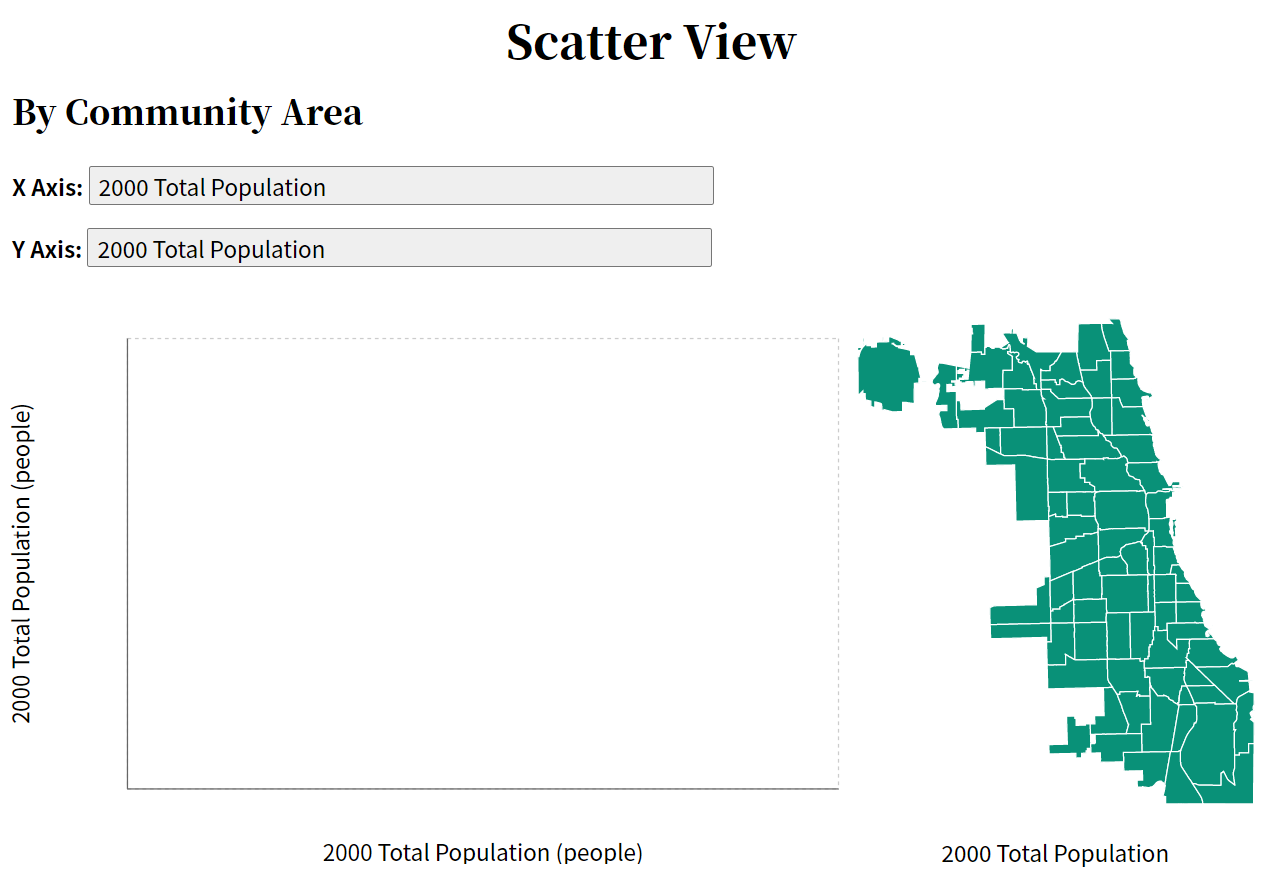 Scatter View
By Community Area
X Axis: 2000 Total Population
Y Axis: 2000 Total Population
2000 Total Population (people)
2000 Total Population (people)
2000 Total Population